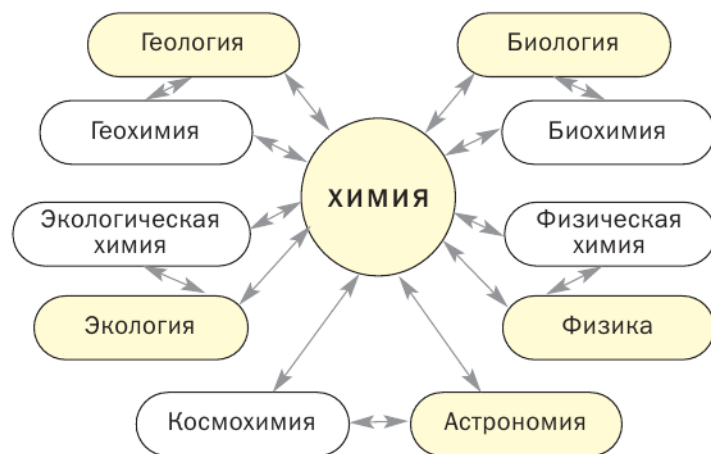 Геология
Биология
Геохимия
Биохимия
химия
Экологическая
химия
Физическая
химия
Экология
Физика
Космохимия
Астрономия